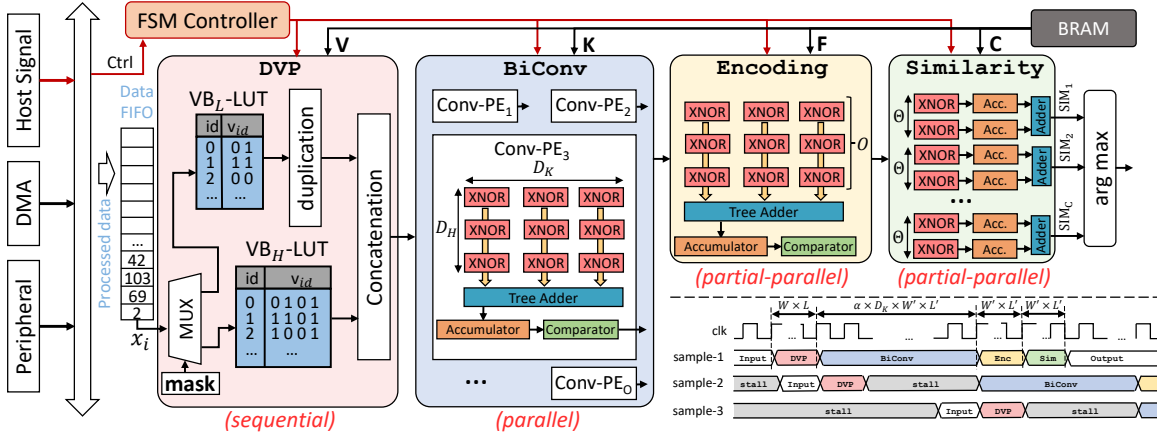 Host Signal
DMA
Peripheral
Ctrl
FSM Controller
BRAM
V
K
F
C
Data
FIFO
Processed data
...
42
103
69
2
x_i
MUX
mask
DVP
VB_L-LUT
id v_id
0 0 1
1 1 1
2 0 0
... ...
duplication
VB_H-LUT
id v_id
0 0 1 0 1
1 1 1 0 1
2 1 0 0 1
... ...
Concatenation
(sequential)
BiConv
Conv-PE_1
Conv-PE_2
Conv-PE_3
D_K
D_H
XNOR XNOR XNOR
XNOR XNOR XNOR
XNOR XNOR XNOR
Tree Adder
Accumulator
Comparator
...
Conv-PE_O
(parallel)
Encoding
XNOR XNOR XNOR
XNOR XNOR XNOR
XNOR XNOR XNOR
O
Tree Adder
Accumulator
Comparator
(partial-parallel)
Similarity
Θ
XNOR Acc.
XNOR Acc.
Adder
SIM_1
Θ
XNOR Acc.
XNOR Acc.
Adder
SIM_2
...
Θ
XNOR Acc.
XNOR Acc.
Adder
SIM_C
arg max
(partial-parallel)
W × L
α × D_K × W' × L'
W' × L'
W' × L'
clk ... ... ... ...
sample-1 Input DVP BiConv Enc Sim Output
sample-2 stall Input DVP stall BiConv
sample-3 stall Input DVP stall